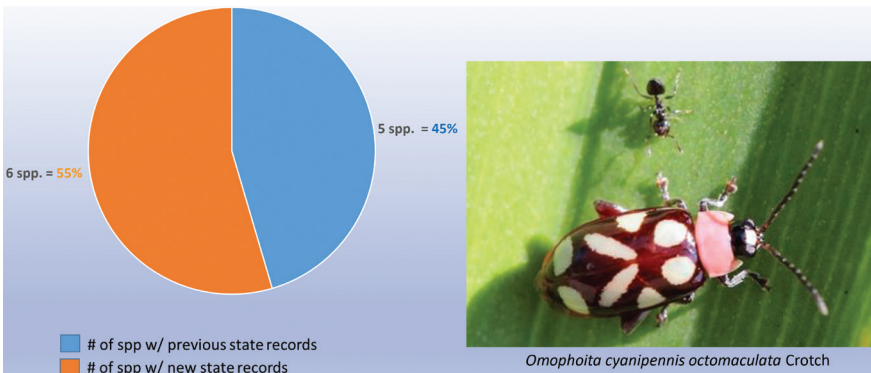 5 spp. = 45%
6 spp. = 55%
# of spp w/ previous state records
# of spp w/ new state records
Omophoita cyanipennis octomaculata Crotch